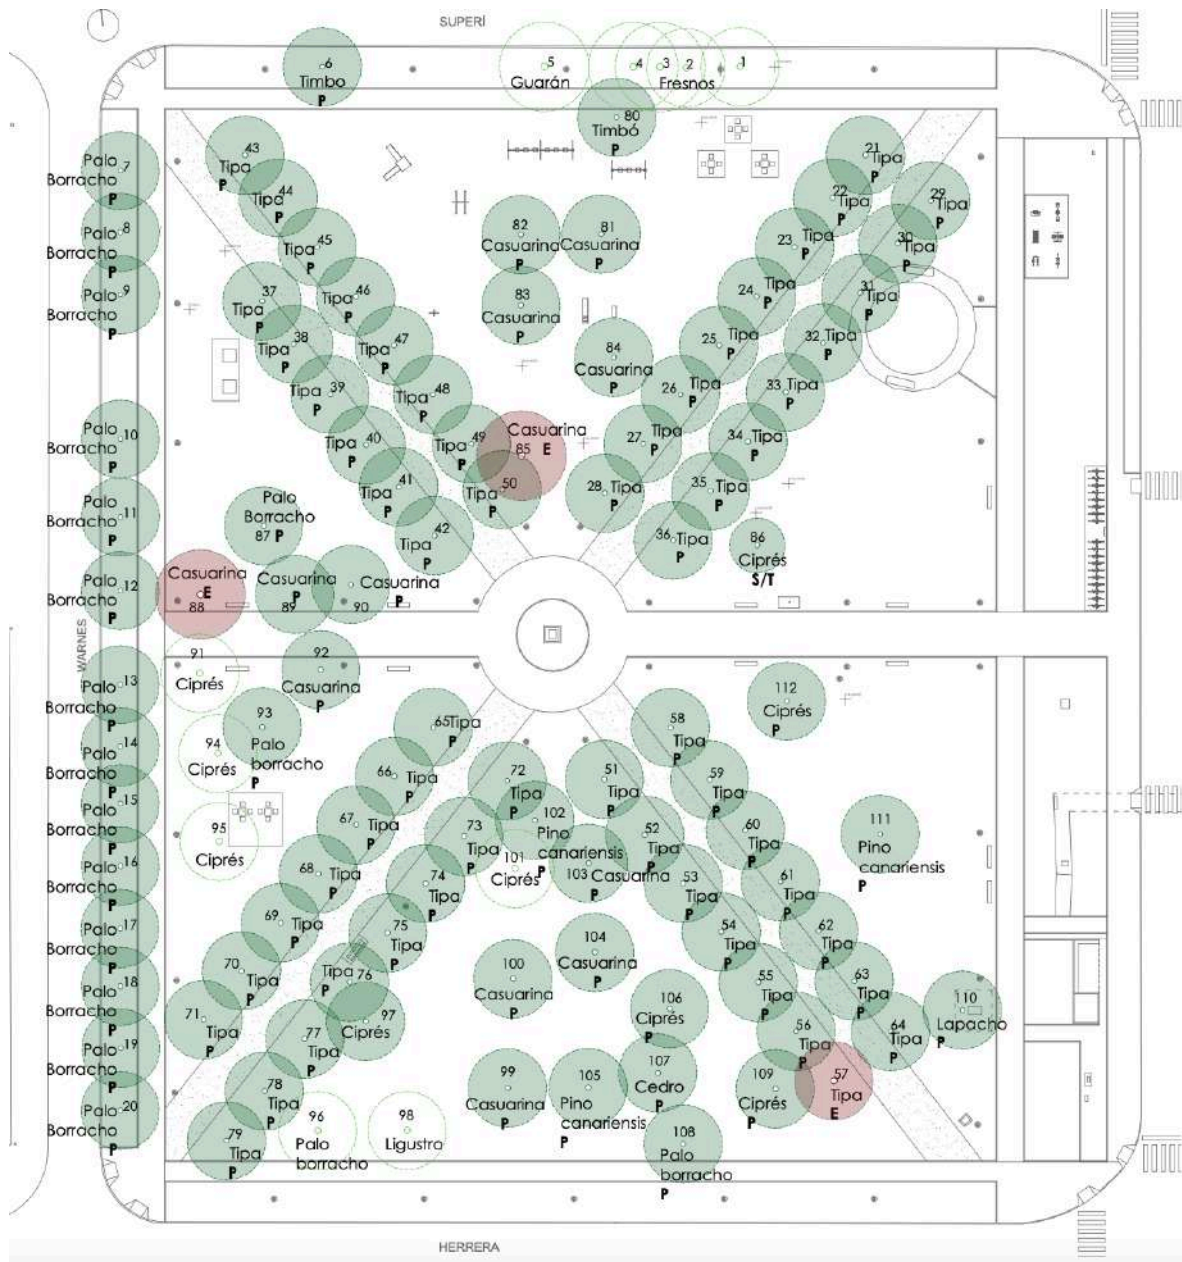 SUPERÍ
6
Timbo
P
5
Guarán
4
3
2
1
Fresnos
80
Timbó
P
Palo
7
Borracho
P
Palo
8
Borracho
P
Palo
9
Borracho
P
Palo
10
Borracho
P
Palo
11
Borracho
P
Palo
12
Borracho
P
WARNES
Palo
13
Borracho
P
Palo
14
Borracho
P
Palo
15
Borracho
P
Palo
16
Borracho
P
Palo
17
Borracho
P
Palo
18
Borracho
P
Palo
19
Borracho
P
Palo
20
Borracho
P
43
Tipa
P
44
Tipa
P
45
Tipa
P
46
Tipa
P
47
Tipa
P
48
Tipa
P
49
Tipa
P
50
Tipa
P
37
Tipa
P
38
Tipa
P
39
Tipa
P
40
Tipa
P
41
Tipa
P
42
Tipa
P
82
Casuarina
P
81
Casuarina
P
83
Casuarina
P
84
Casuarina
P
Casuarina
85
E
21
Tipa
P
22
Tipa
P
23
Tipa
P
24
Tipa
P
25
Tipa
P
26
Tipa
P
27
Tipa
P
28
Tipa
P
29
Tipa
P
30
Tipa
P
31
Tipa
P
32
Tipa
P
33
Tipa
P
34
Tipa
P
35
Tipa
P
36
Tipa
P
86
Ciprés
S/T
Palo
Borracho
87
P
Casuarina
E
88
Casuarina
P
89
Casuarina
P
90
91
Ciprés
92
Casuarina
P
93
Palo
borracho
P
94
Ciprés
95
Ciprés
65
Tipa
P
66
Tipa
P
67
Tipa
P
68
Tipa
P
69
Tipa
P
70
Tipa
P
71
Tipa
P
72
Tipa
P
73
Tipa
P
74
Tipa
P
75
Tipa
P
Tipa
76
P
77
Tipa
P
78
Tipa
P
79
Tipa
P
97
Ciprés
96
Palo
borracho
98
Ligustro
102
Pino
canariensis
P
101
Ciprés
103
Casuarina
P
104
Casuarina
P
100
Casuarina
P
99
Casuarina
P
105
Pino
canariensis
P
106
Ciprés
P
107
Cedro
P
108
Palo
borracho
P
109
Ciprés
P
51
Tipa
P
52
Tipa
P
53
Tipa
P
54
Tipa
P
55
Tipa
P
56
Tipa
P
57
Tipa
E
58
Tipa
P
59
Tipa
P
60
Tipa
P
61
Tipa
P
62
Tipa
P
63
Tipa
P
64
Tipa
P
112
Ciprés
P
111
Pino
canariensis
P
110
Lapacho
P
HERRERA